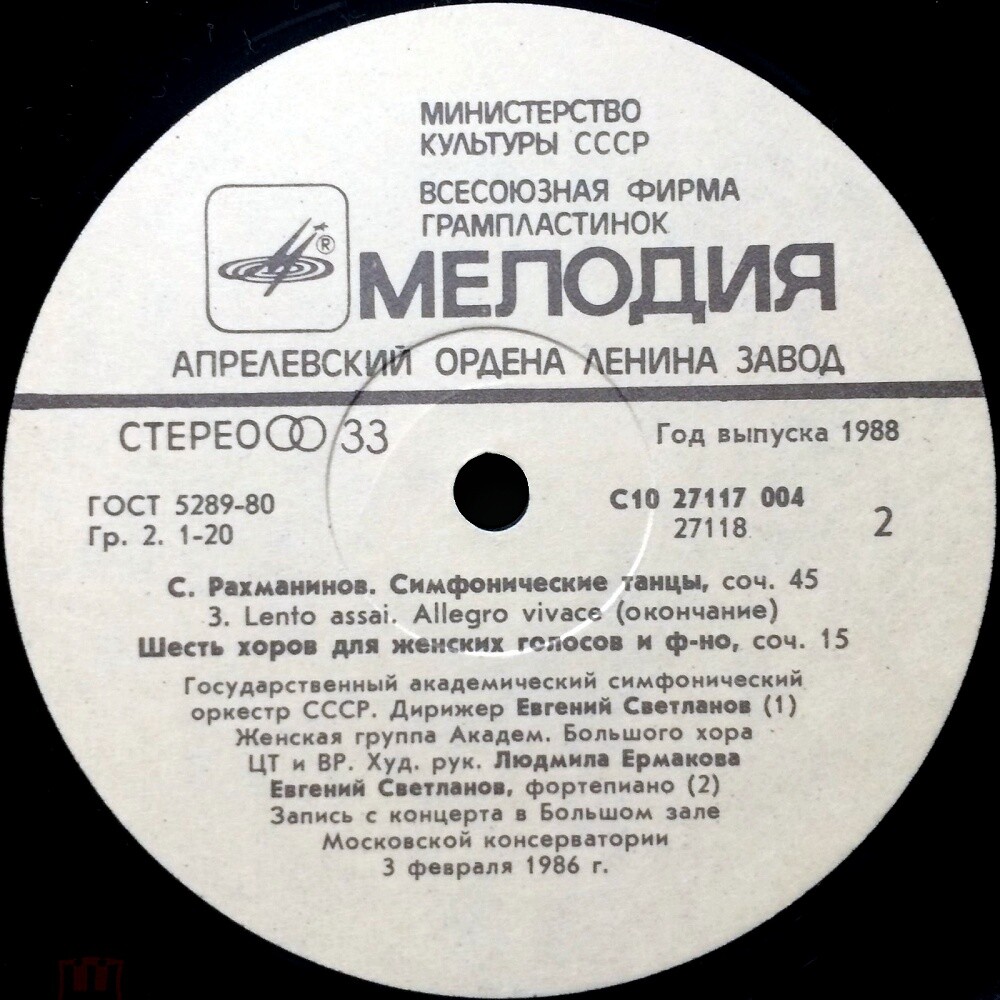 МИНИСТЕРСТВО
КУЛЬТУРЫ СССР
ВСЕСОЮЗНАЯ ФИРМА
ГРАМПЛАСТИНОК
®
МЕЛОДИЯ
АПРЕЛЕВСКИЙ ОРДЕНА ЛЕНИНА ЗАВОД
СТЕРЕО 33
Год выпуска 1988
ГОСТ 5289-80
Гр. 2. 1-20
С10 27117 004
27118
2
С. Рахманинов. Симфонические танцы, соч. 45
3. Lento assai. Allegro vivace (окончание)
Шесть хоров для женских голосов и ф-но, соч. 15
Государственный академический симфонический
оркестр СССР. Дирижер Евгений Светланов (1)
Женская группа Академ. Большого хора
ЦТ и ВР. Худ. рук. Людмила Ермакова
Евгений Светланов, фортепиано (2)
Запись с концерта в Большом зале
Московской консерватории
3 февраля 1986 г.